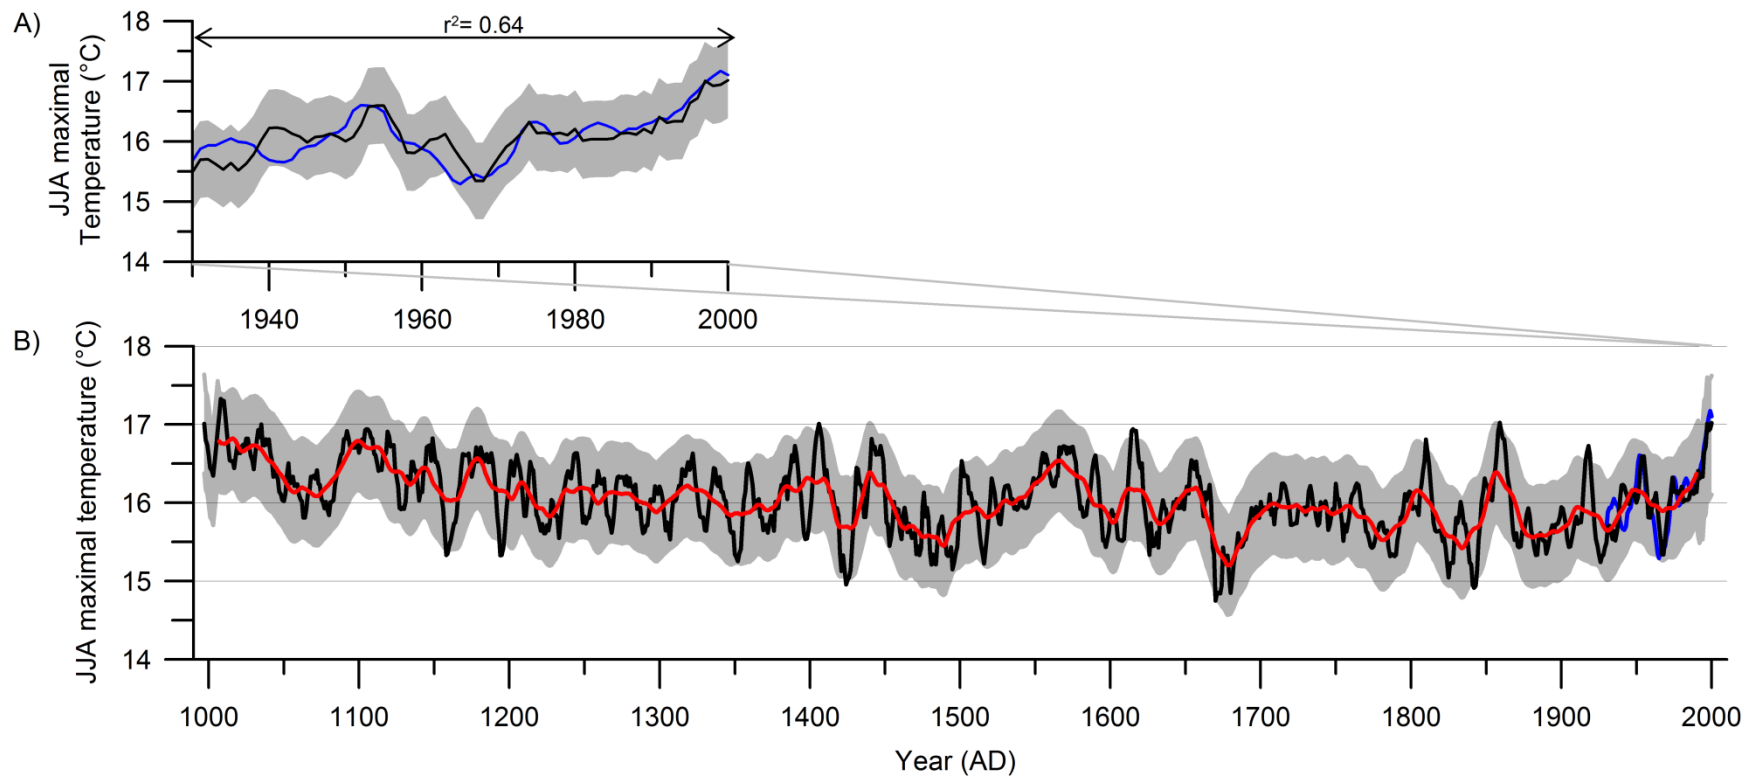 A)
r²= 0.64
JJA maximal
Temperature (°C)
18
17
16
15
14
1940 1960 1980 2000
B)
JJA maximal temperature (°C)
18
17
16
15
14
1000 1100 1200 1300 1400 1500 1600 1700 1800 1900 2000
Year (AD)